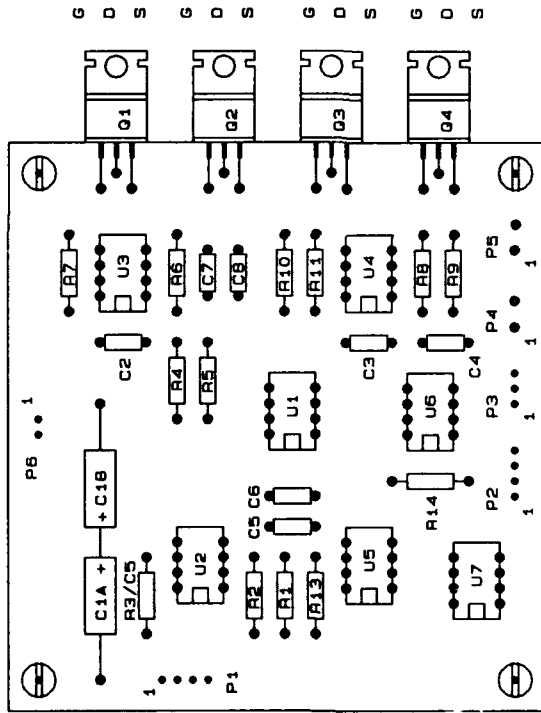 G D S
G D S
G D S
G D S
Q1
Q2
Q3
Q4
R7
U3
R6
C7
C8
R10
R11
U4
R8
R9
P5
1
C2
R4
R5
C3
C4
P4
1
P6
1
U1
U6
P3
1
+ C1B
C6
C5
R14
P2
1
C1A +
R3/C5
U2
R2
R1
R13
U5
U7
1
P1